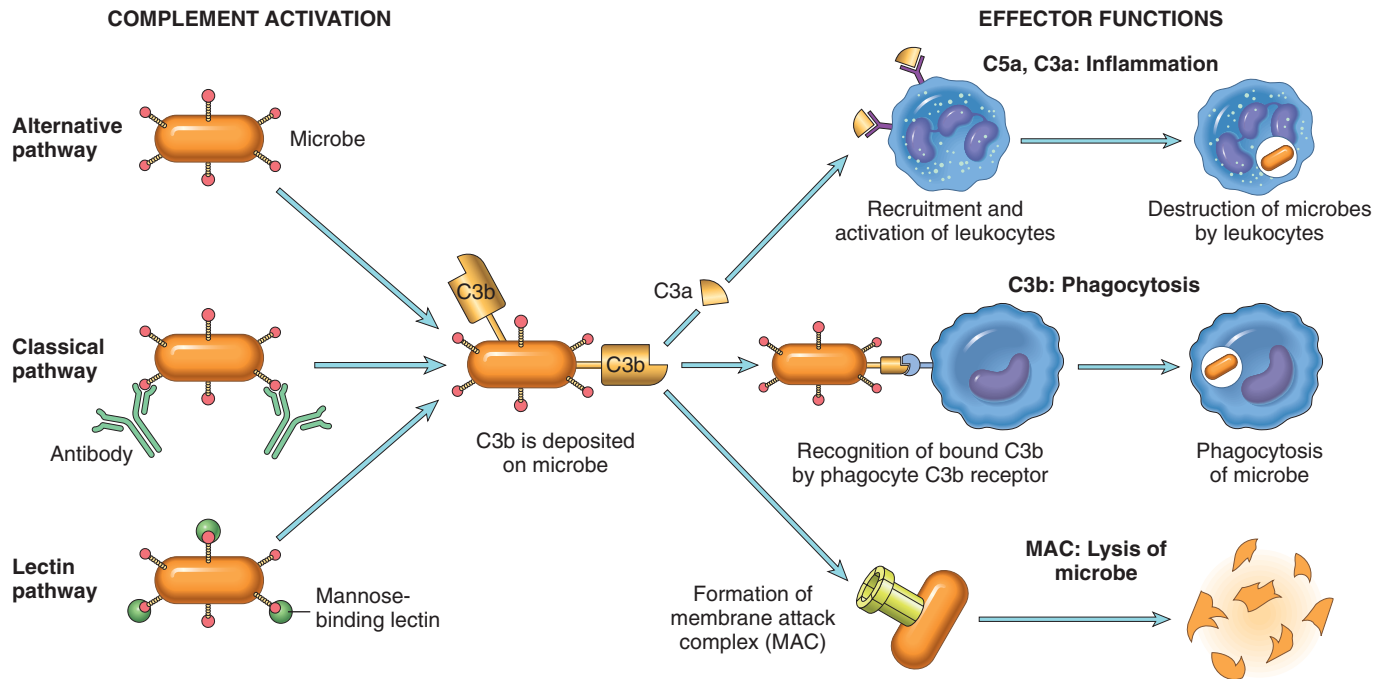 COMPLEMENT ACTIVATION
EFFECTOR FUNCTIONS
C5a, C3a: Inflammation
Alternative
pathway
Microbe
Recruitment and
activation of leukocytes
Destruction of microbes
by leukocytes
C3b
C3a
C3b: Phagocytosis
Classical
pathway
C3b
Antibody
C3b is deposited
on microbe
Recognition of bound C3b
by phagocyte C3b receptor
Phagocytosis
of microbe
Lectin
pathway
Mannose-
binding lectin
Formation of
membrane attack
complex (MAC)
MAC: Lysis of
microbe